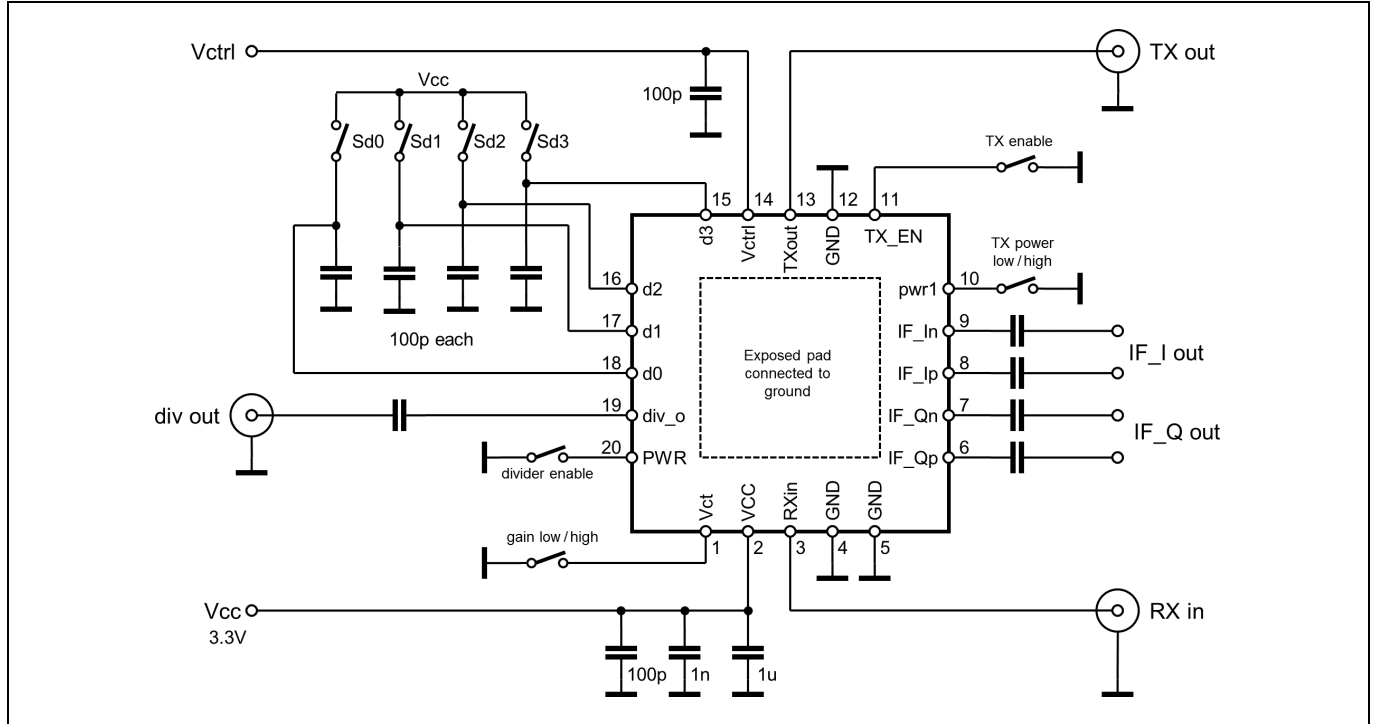 Vctrl
TX out
Vcc
100p
Sd0
Sd1
Sd2
Sd3
TX enable
15
14
13
12
11
d3
Vctrl
TXout
GND
TX_EN
TX power
low / high
16
d2
pwr1
10
17
d1
IF_In
9
100p each
IF_I out
Exposed pad
connected to
ground
18
d0
IF_Ip
8
div out
19
div_o
IF_Qn
7
IF_Q out
20
PWR
IF_Qp
6
divider enable
Vct
VCC
RXin
GND
GND
gain low / high
1
2
3
4
5
Vcc
3.3V
RX in
100p
1n
1u